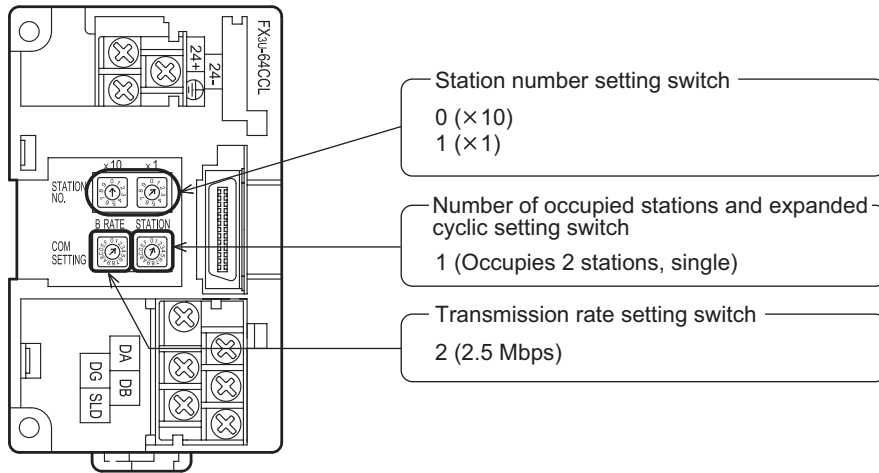 FX3U-64CCL
24-
24+
×10 ×1
STATION NO.
B RATE STATION
COM SETTING
DA
DG
DB
SLD
Station number setting switch
0 (×10)
1 (×1)
Number of occupied stations and expanded
cyclic setting switch
1 (Occupies 2 stations, single)
Transmission rate setting switch
2 (2.5 Mbps)